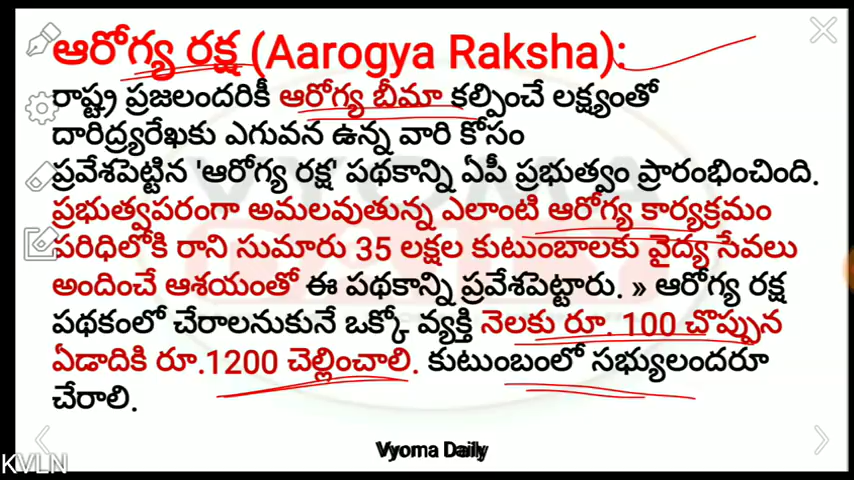 ఆరోగ్య రక్ష (Aarogya Raksha):
రాష్ట్ర ప్రజలందరికీ ఆరోగ్య బీమా కల్పించే లక్ష్యంతో
దారిద్ర్యరేఖకు ఎగువన ఉన్న వారి కోసం
ప్రవేశపెట్టిన 'ఆరోగ్య రక్ష' పథకాన్ని ఏపీ ప్రభుత్వం ప్రారంభించింది.
ప్రభుత్వపరంగా అమలవుతున్న ఎలాంటి ఆరోగ్య కార్యక్రమం
పరిధిలోకి రాని సుమారు 35 లక్షల కుటుంబాలకు వైద్య సేవలు
అందించే ఆశయంతో ఈ పథకాన్ని ప్రవేశపెట్టారు. » ఆరోగ్య రక్ష
పథకంలో చేరాలనుకునే ఒక్కో వ్యక్తి నెలకు రూ. 100 చొప్పున
ఏడాదికి రూ.1200 చెల్లించాలి. కుటుంబంలో సభ్యులందరూ
చేరాలి.
Vyoma Daily
KVLN